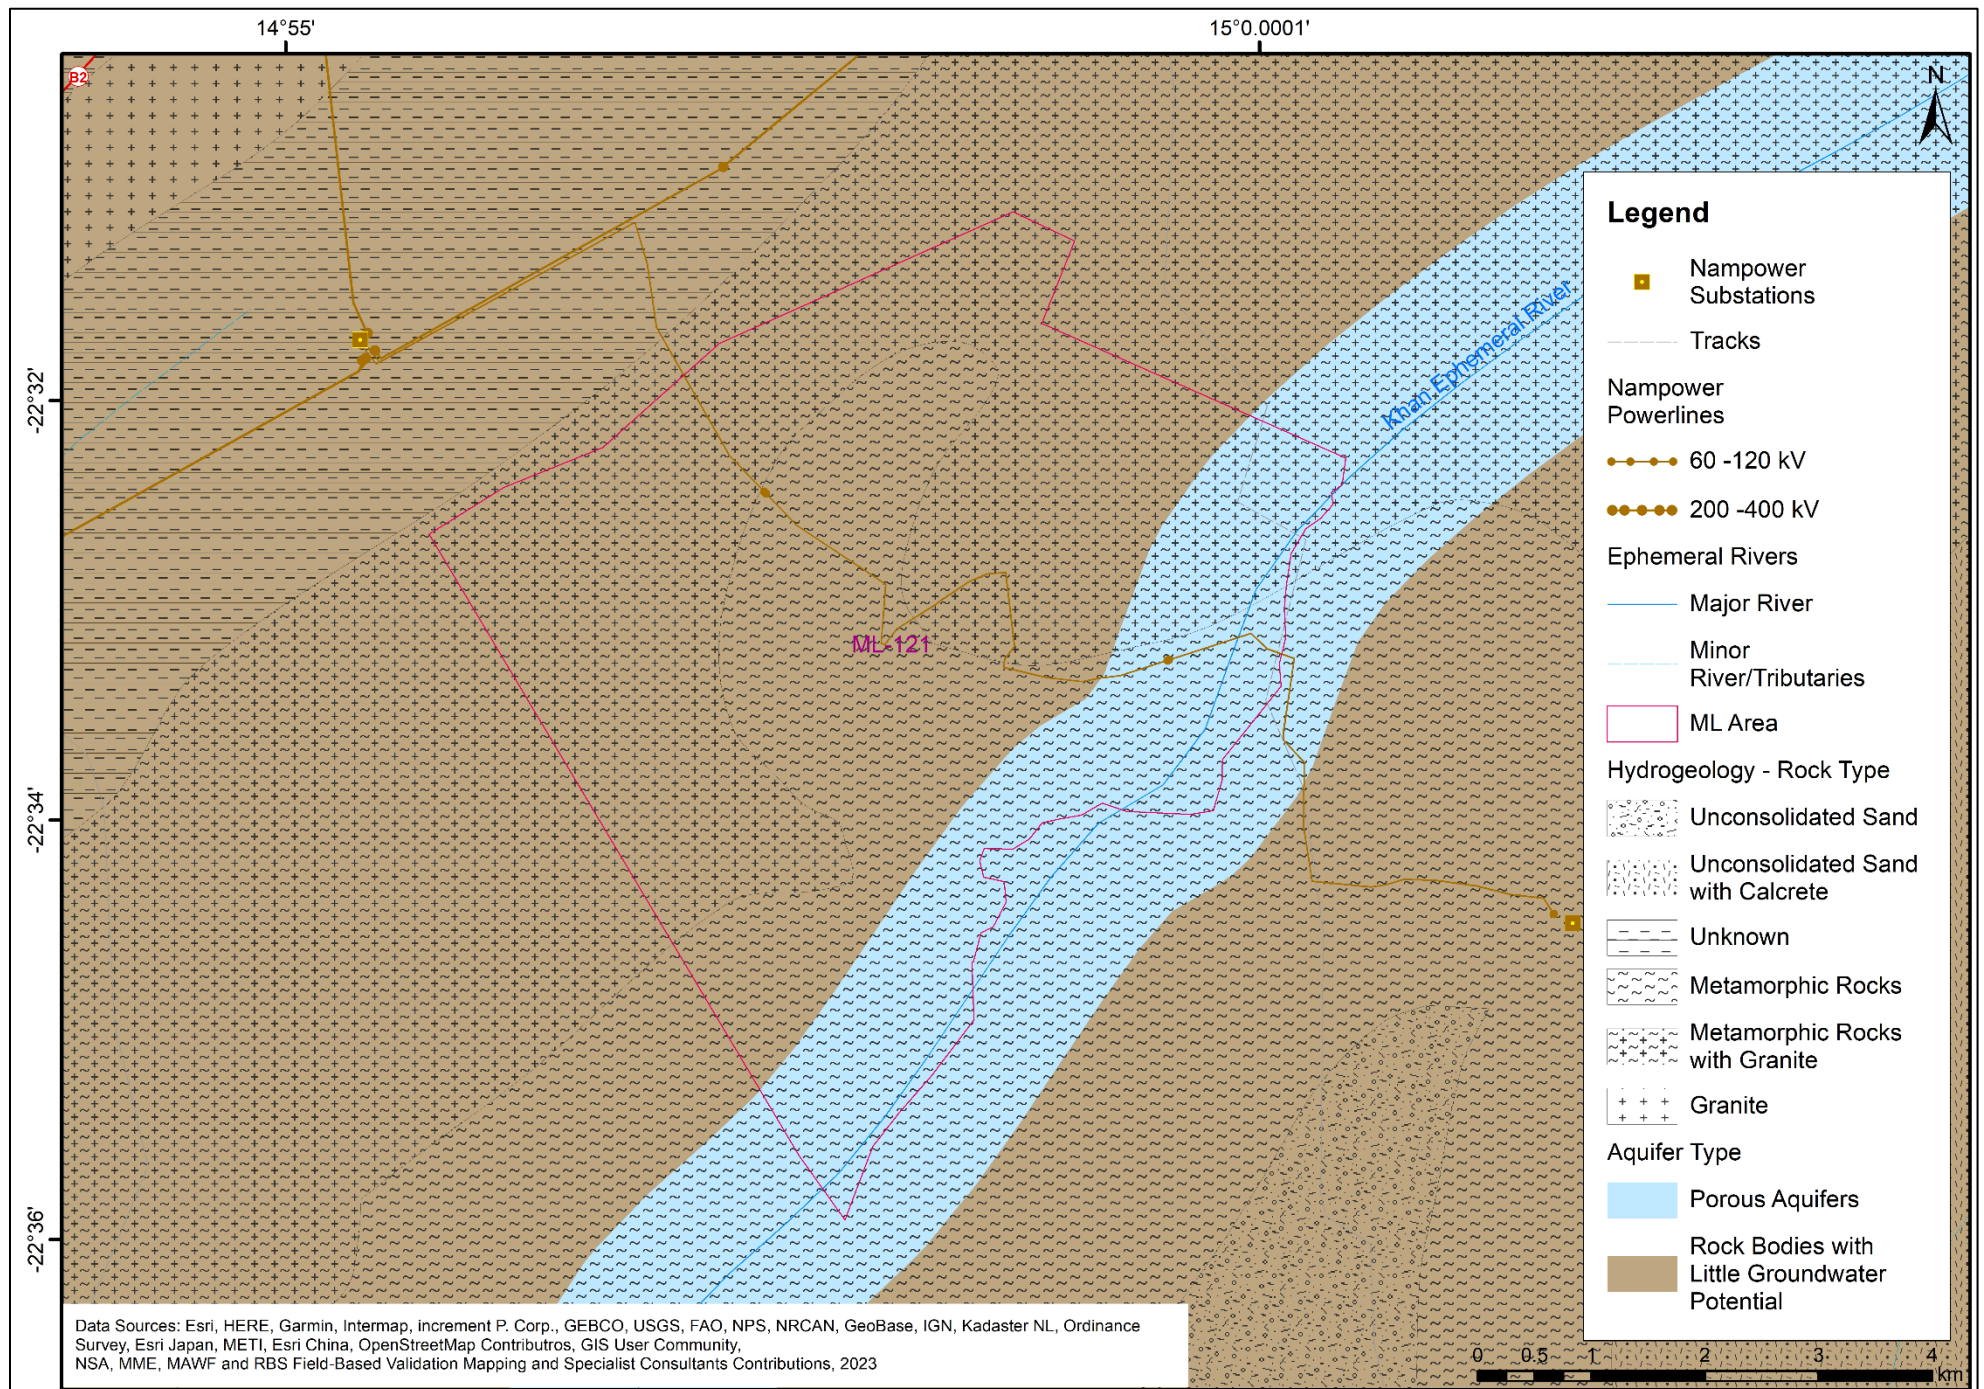 14°55'
15°0.0001'
B2
N
-22°32'
-22°34'
-22°36'
Khan Ephemeral River
ML-121
Legend
Nampower
Substations
Tracks
Nampower
Powerlines
60 -120 kV
200 -400 kV
Ephemeral Rivers
Major River
Minor
River/Tributaries
ML Area
Hydrogeology - Rock Type
Unconsolidated Sand
Unconsolidated Sand
with Calcrete
Unknown
Metamorphic Rocks
Metamorphic Rocks
with Granite
Granite
Aquifer Type
Porous Aquifers
Rock Bodies with
Little Groundwater
Potential
Data Sources: Esri, HERE, Garmin, Intermap, increment P. Corp., GEBCO, USGS, FAO, NPS, NRCAN, GeoBase, IGN, Kadaster NL, Ordinance
Survey, Esri Japan, METI, Esri China, OpenStreetMap Contributros, GIS User Community,
NSA, MME, MAWF and RBS Field-Based Validation Mapping and Specialist Consultants Contributions, 2023
0 0.5 1 2 3 4
km